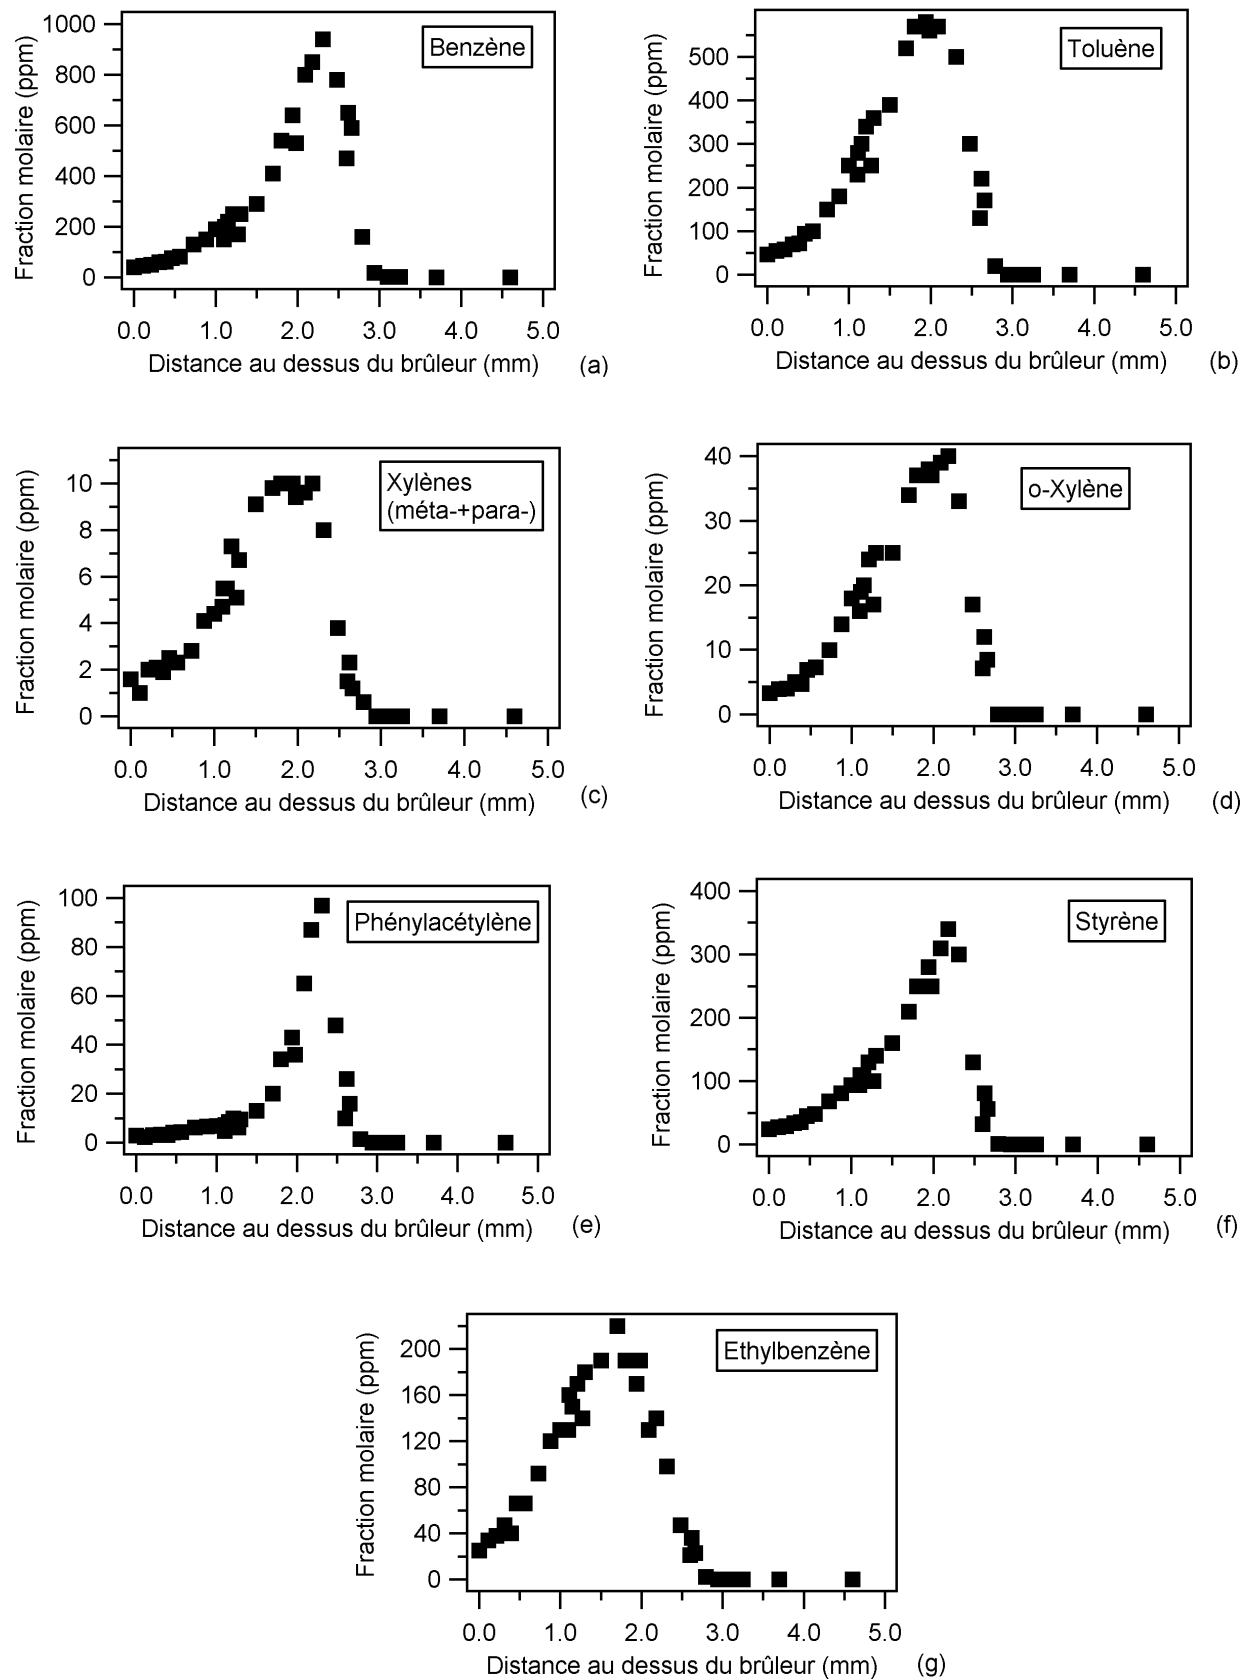 Fraction molaire (ppm)
1000
800
600
400
200
0
Benzène
0.0 1.0 2.0 3.0 4.0 5.0
Distance au dessus du brûleur (mm)
(a)
Fraction molaire (ppm)
500
400
300
200
100
0
Toluène
0.0 1.0 2.0 3.0 4.0 5.0
Distance au dessus du brûleur (mm)
(b)
Fraction molaire (ppm)
10
8
6
4
2
0
Xylènes
(méta-+para-)
0.0 1.0 2.0 3.0 4.0 5.0
Distance au dessus du brûleur (mm)
(c)
Fraction molaire (ppm)
40
30
20
10
0
o-Xylène
0.0 1.0 2.0 3.0 4.0 5.0
Distance au dessus du brûleur (mm)
(d)
Fraction molaire (ppm)
100
80
60
40
20
0
Phénylacétylène
0.0 1.0 2.0 3.0 4.0 5.0
Distance au dessus du brûleur (mm)
(e)
Fraction molaire (ppm)
400
300
200
100
0
Styrène
0.0 1.0 2.0 3.0 4.0 5.0
Distance au dessus du brûleur (mm)
(f)
Fraction molaire (ppm)
200
160
120
80
40
0
Ethylbenzène
0.0 1.0 2.0 3.0 4.0 5.0
Distance au dessus du brûleur (mm)
(g)